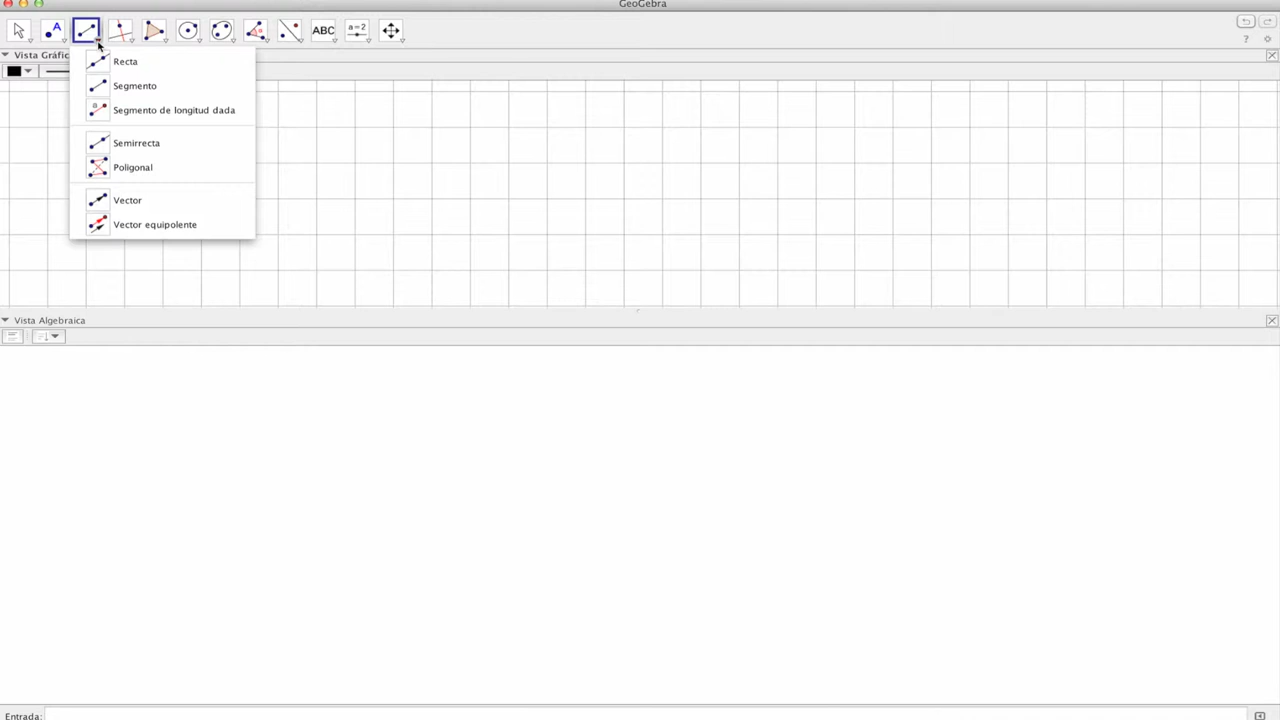 GeoGebra
A
α
ABC
a=2
Vista Gráfic
Recta
Segmento
a
Segmento de longitud dada
Semirrecta
Poligonal
Vector
Vector equipolente
Vista Algebraica
Entrada: